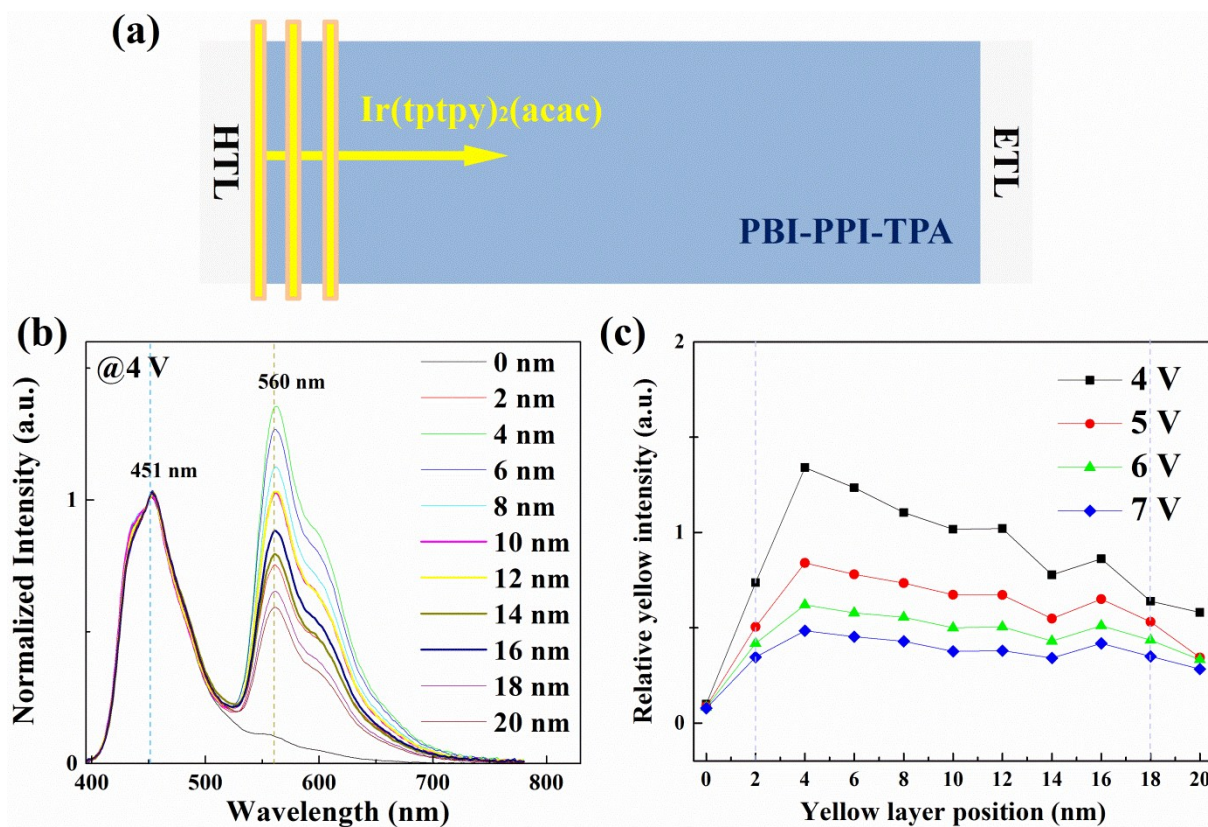 (a)
HTL
Ir(tptpy)₂(acac)
PBI-PPI-TPA
ETL
(b)
@4 V
451 nm
560 nm
0 nm
2 nm
4 nm
6 nm
8 nm
10 nm
12 nm
14 nm
16 nm
18 nm
20 nm
Normalized Intensity (a.u.)
1
0
400
500
600
700
800
Wavelength (nm)
(c)
4 V
5 V
6 V
7 V
Relative yellow intensity (a.u.)
2
1
0
0
2
4
6
8
10
12
14
16
18
20
Yellow layer position (nm)